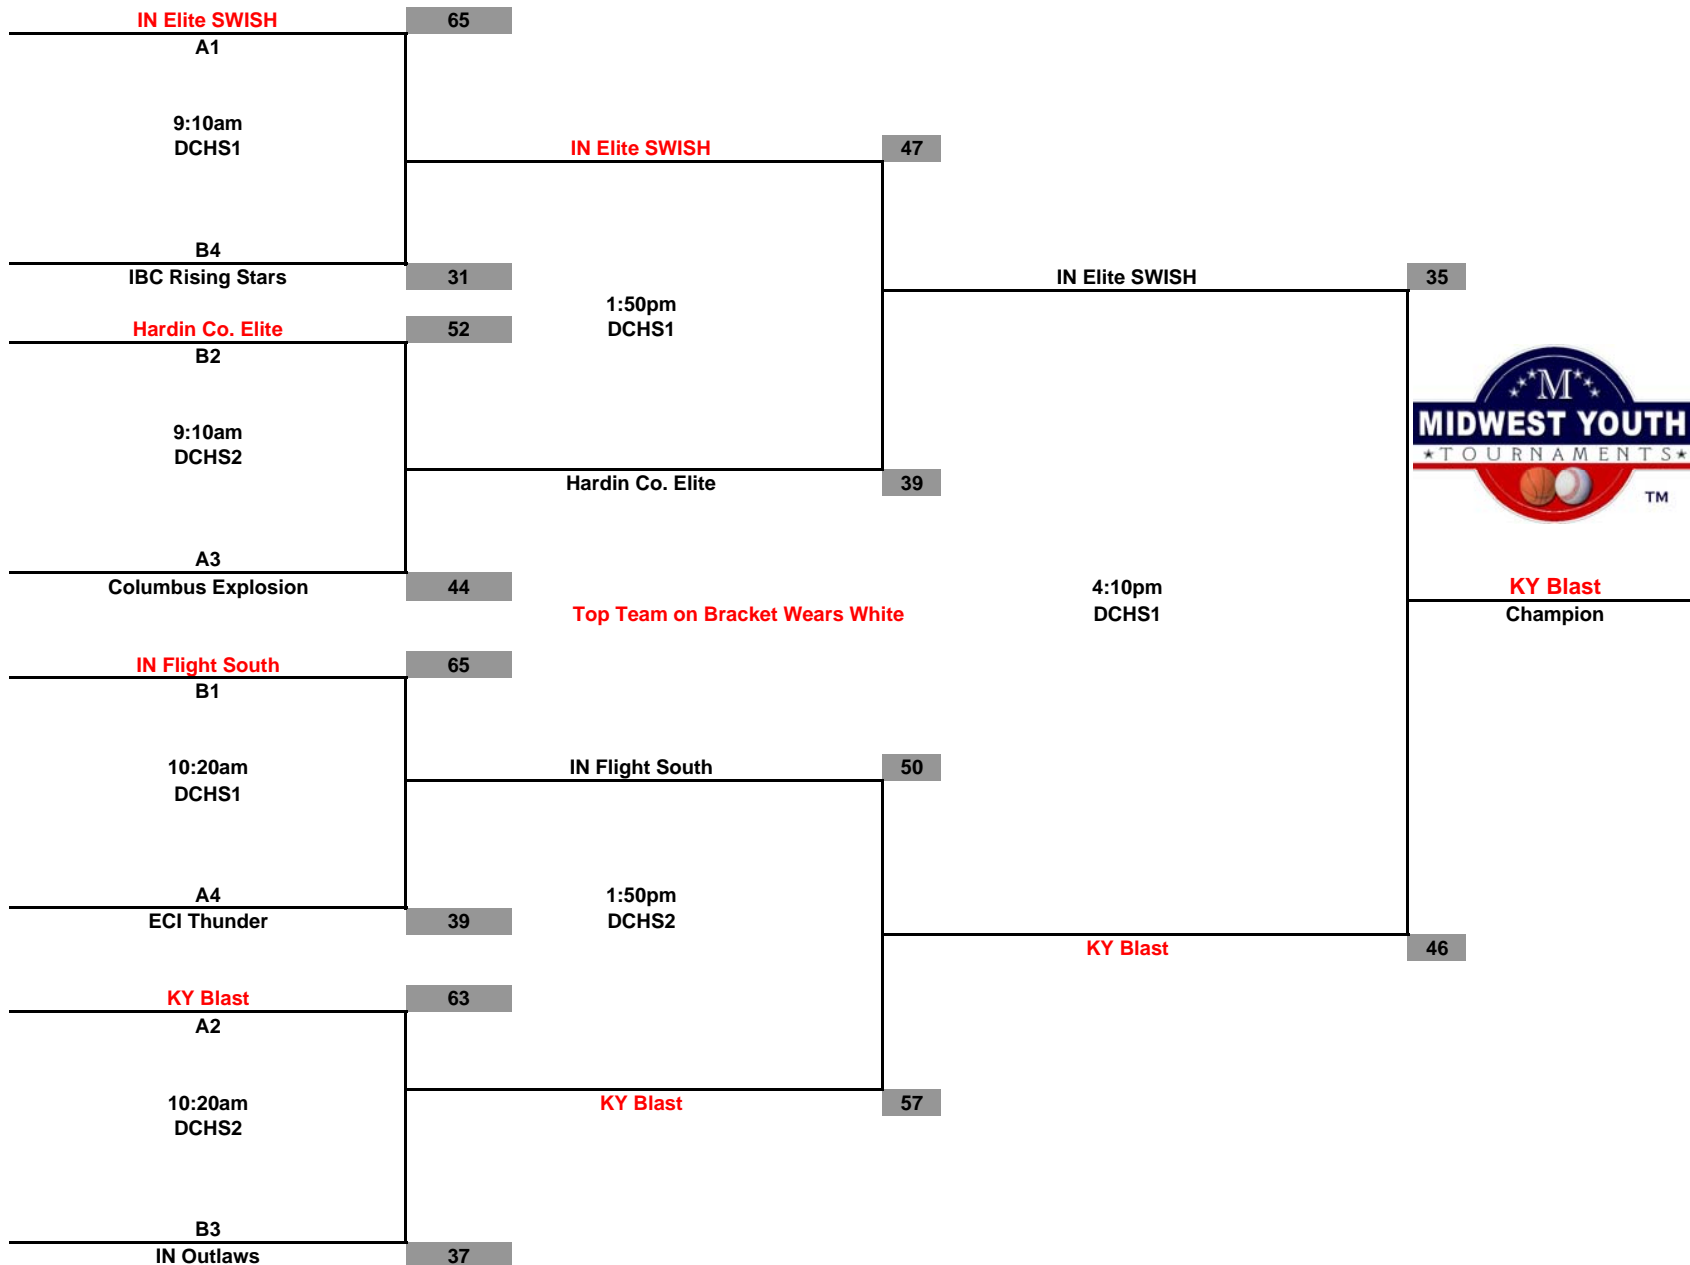 IN Elite SWISH 65
A1
9:10am
DCHS1
B4
IBC Rising Stars 31
Hardin Co. Elite 52
B2
9:10am
DCHS2
A3
Columbus Explosion 44
IN Flight South 65
B1
10:20am
DCHS1
A4
ECI Thunder 39
KY Blast 63
A2
10:20am
DCHS2
B3
IN Outlaws 37
IN Elite SWISH 47
1:50pm
DCHS1
Hardin Co. Elite 39
Top Team on Bracket Wears White
IN Flight South 50
1:50pm
DCHS2
KY Blast 57
IN Elite SWISH 35
4:10pm
DCHS1
KY Blast 46
M
MIDWEST YOUTH
TOURNAMENTS
TM
KY Blast
Champion